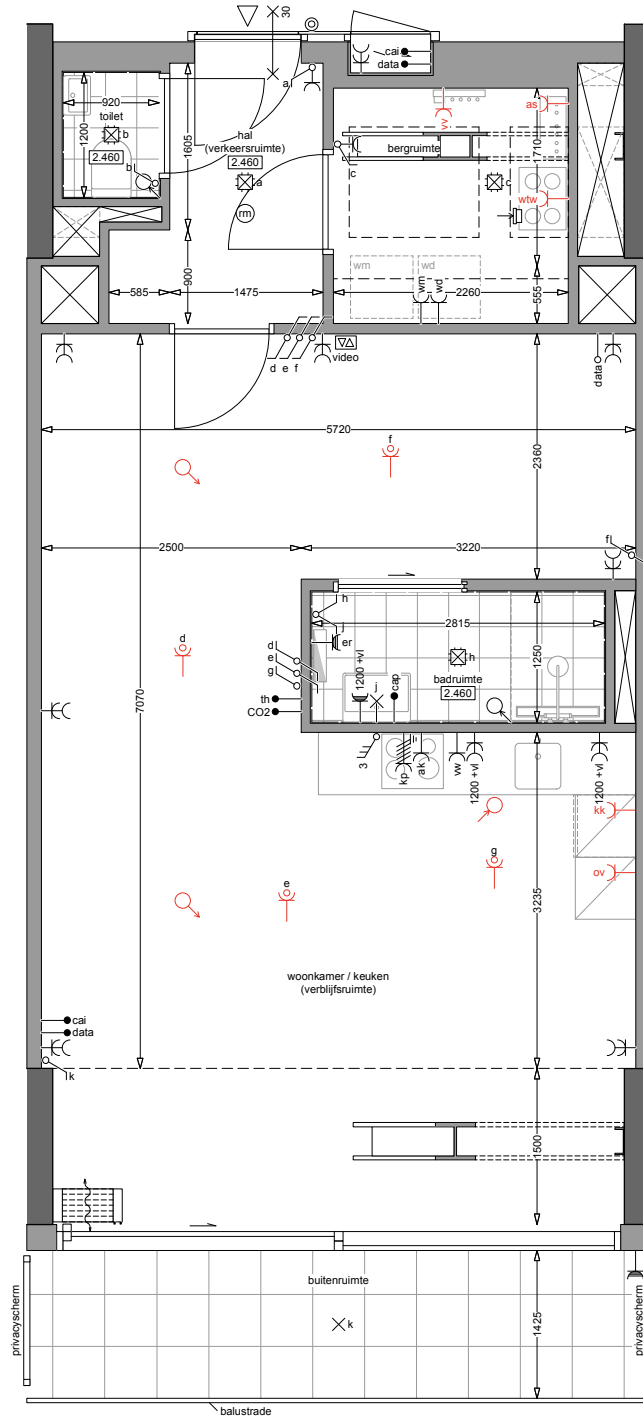 30
cai
data
a
as
920
toilet
b
1200
2.460
b
1605
hal
(verkeersruimte)
2.460
a
rm
vv
bergruimte
c
c
1710
wtw
900
585
1475
wm
wd
wm
wd
2260
555
d e f
video
data
5720
f
2360
2500
3220
fl
h
j
er
2815
1250
d
d
e
g
th
CO2
1200 +vl
j
cap
h
badruimte
2.460
7070
3
kp
ak
vw
1200 +vl
1200 +vl
kk
g
ov
e
3235
woonkamer / keuken
(verblijfsruimte)
cai
data
k
1500
buitenruimte
k
1425
privacyscherm
privacyscherm
balustrade